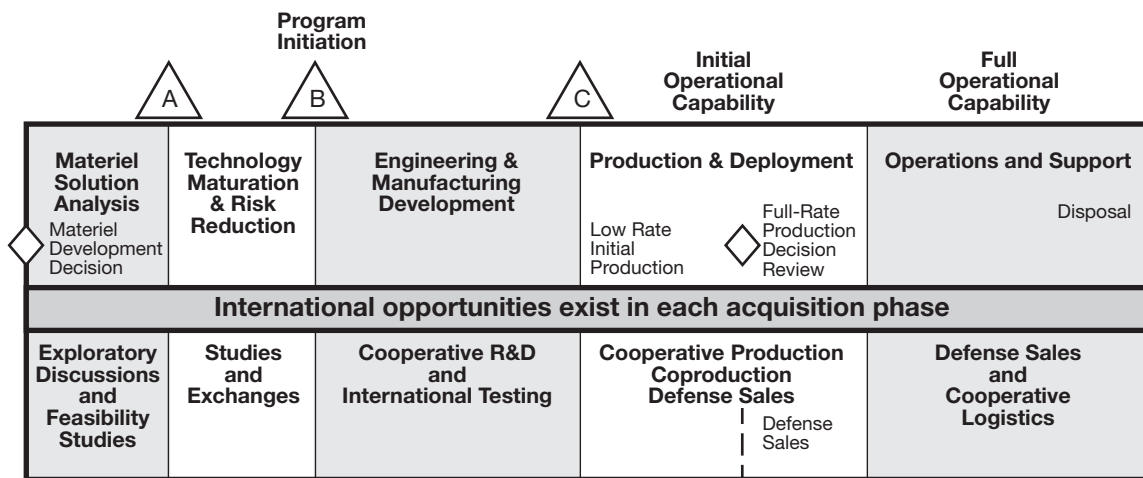 Program
Initiation
Initial
Operational
Capability
Full
Operational
Capability
A
B
C
Materiel
Solution
Analysis
Materiel
Development
Decision
Technology
Maturation
& Risk
Reduction
Engineering &
Manufacturing
Development
Production & Deployment
Low Rate
Initial
Production
Full-Rate
Production
Decision
Review
Operations and Support
Disposal
International opportunities exist in each acquisition phase
Exploratory
Discussions
and
Feasibility
Studies
Studies
and
Exchanges
Cooperative R&D
and
International Testing
Cooperative Production
Coproduction
Defense Sales
Defense
Sales
Defense Sales
and
Cooperative
Logistics